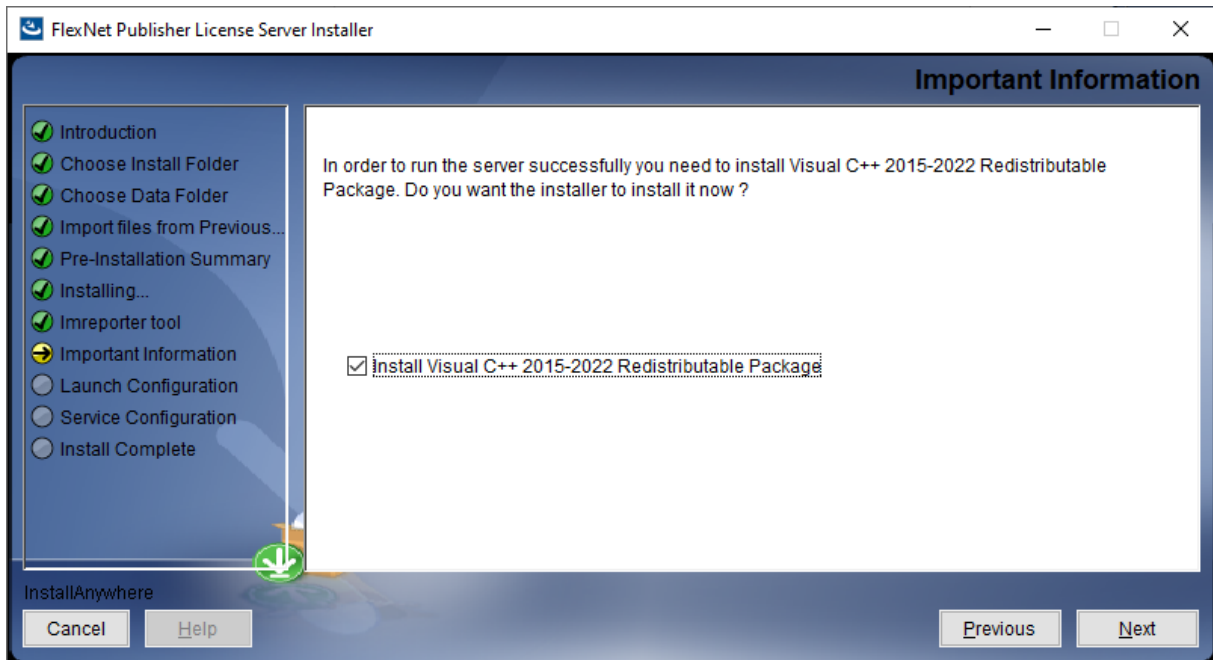 FlexNet Publisher License Server Installer
Important Information
Introduction
Choose Install Folder
Choose Data Folder
Import files from Previous...
Pre-Installation Summary
Installing...
lmreporter tool
Important Information
Launch Configuration
Service Configuration
Install Complete
In order to run the server successfully you need to install Visual C++ 2015-2022 Redistributable
Package. Do you want the installer to install it now ?
Install Visual C++ 2015-2022 Redistributable Package
InstallAnywhere
Cancel
Help
Previous
Next